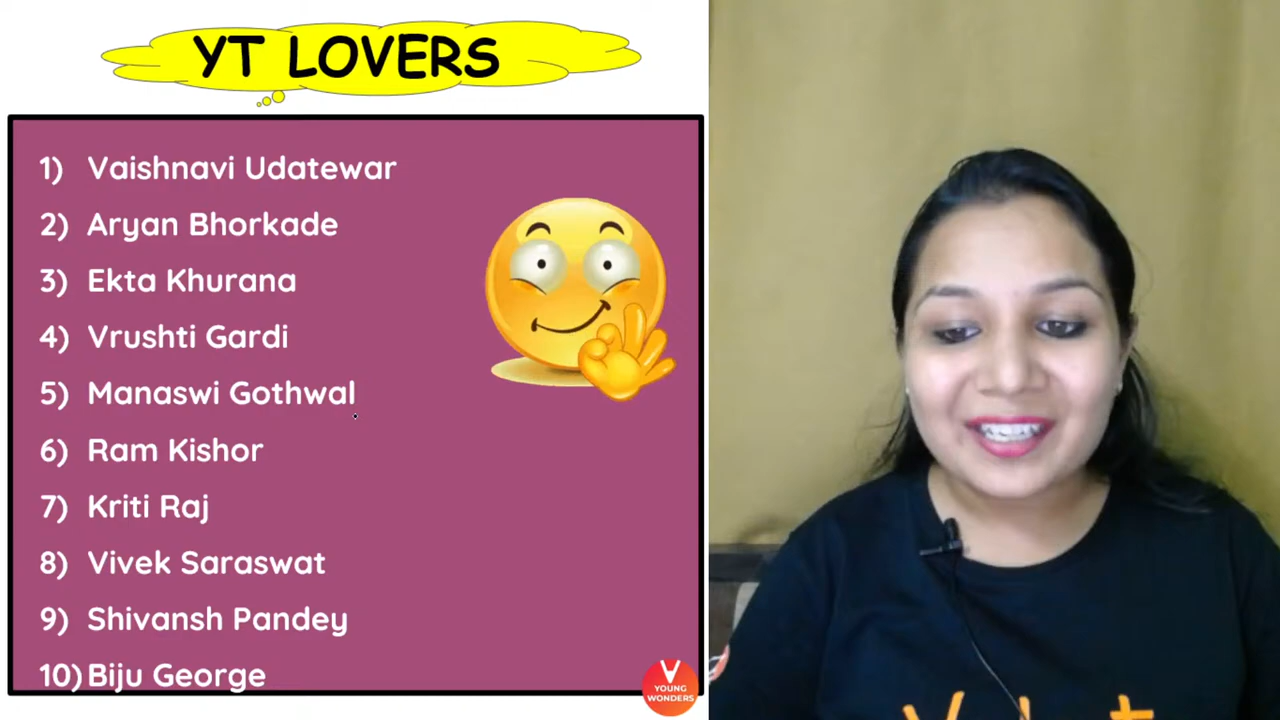 YT LOVERS
1) Vaishnavi Udatewar
2) Aryan Bhorkade
3) Ekta Khurana
4) Vrushti Gardi
5) Manaswi Gothwal
6) Ram Kishor
7) Kriti Raj
8) Vivek Saraswat
9) Shivansh Pandey
10) Biju George
V
YOUNG
WONDERS